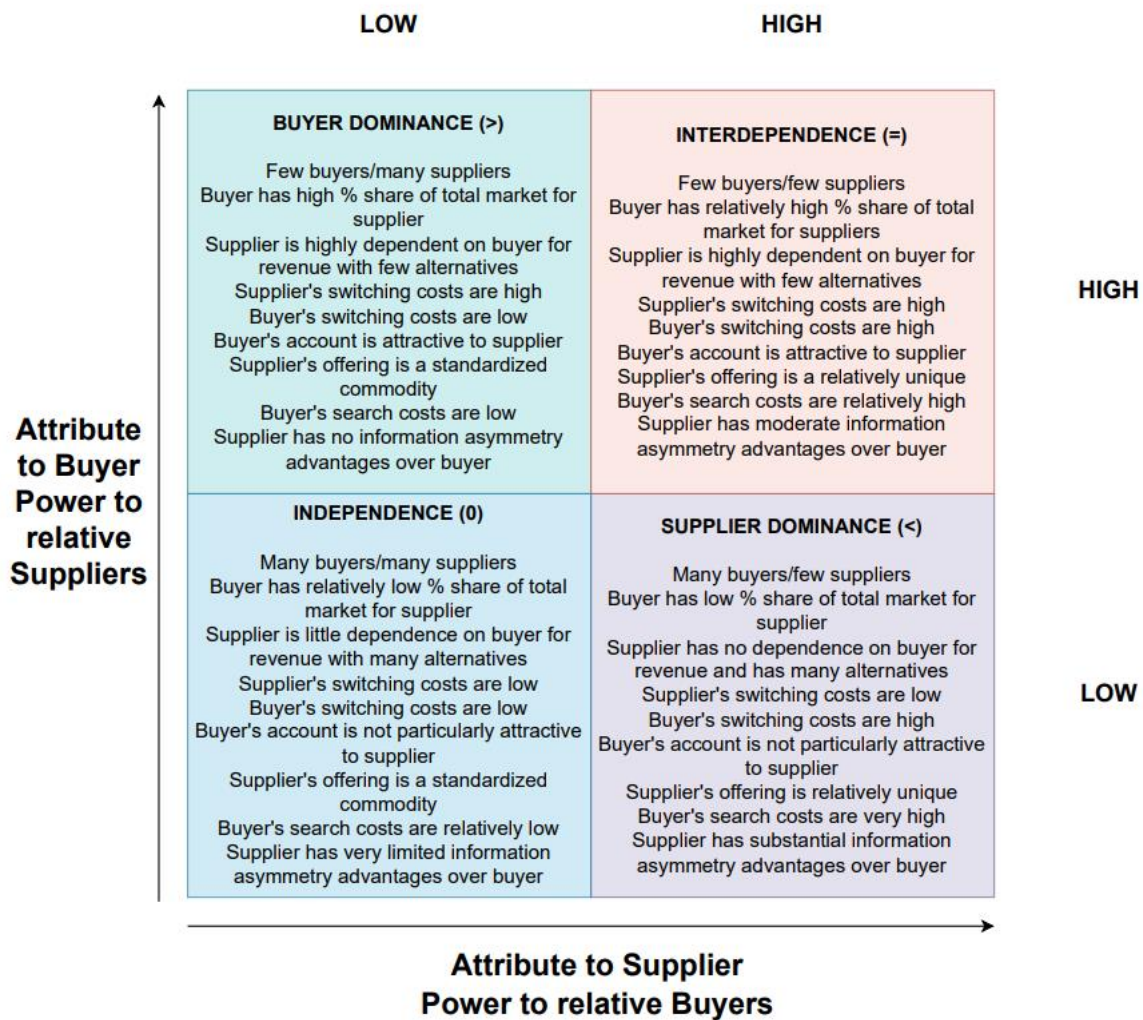 LOW
HIGH
BUYER DOMINANCE (>)
Few buyers/many suppliers
Buyer has high % share of total market for
supplier
Supplier is highly dependent on buyer for
revenue with few alternatives
Supplier's switching costs are high
Buyer's switching costs are low
Buyer's account is attractive to supplier
Supplier's offering is a standardized
commodity
Buyer's search costs are low
Supplier has no information asymmetry
advantages over buyer
INTERDEPENDENCE (=)
Few buyers/few suppliers
Buyer has relatively high % share of total
market for suppliers
Supplier is highly dependent on buyer for
revenue with few alternatives
Supplier's switching costs are high
Buyer's switching costs are high
Buyer's account is attractive to supplier
Supplier's offering is a relatively unique
Buyer's search costs are relatively high
Supplier has moderate information
asymmetry advantages over buyer
HIGH
Attribute
to Buyer
Power to
relative
Suppliers
INDEPENDENCE (0)
Many buyers/many suppliers
Buyer has relatively low % share of total
market for supplier
Supplier is little dependence on buyer for
revenue with many alternatives
Supplier's switching costs are low
Buyer's switching costs are low
Buyer's account is not particularly attractive
to supplier
Supplier's offering is a standardized
commodity
Buyer's search costs are relatively low
Supplier has very limited information
asymmetry advantages over buyer
SUPPLIER DOMINANCE (<)
Many buyers/few suppliers
Buyer has low % share of total market for
supplier
Supplier has no dependence on buyer for
revenue and has many alternatives
Supplier's switching costs are low
Buyer's switching costs are high
Buyer's account is not particularly attractive
to supplier
Supplier's offering is relatively unique
Buyer's search costs are very high
Supplier has substantial information
asymmetry advantages over buyer
LOW
Attribute to Supplier
Power to relative Buyers